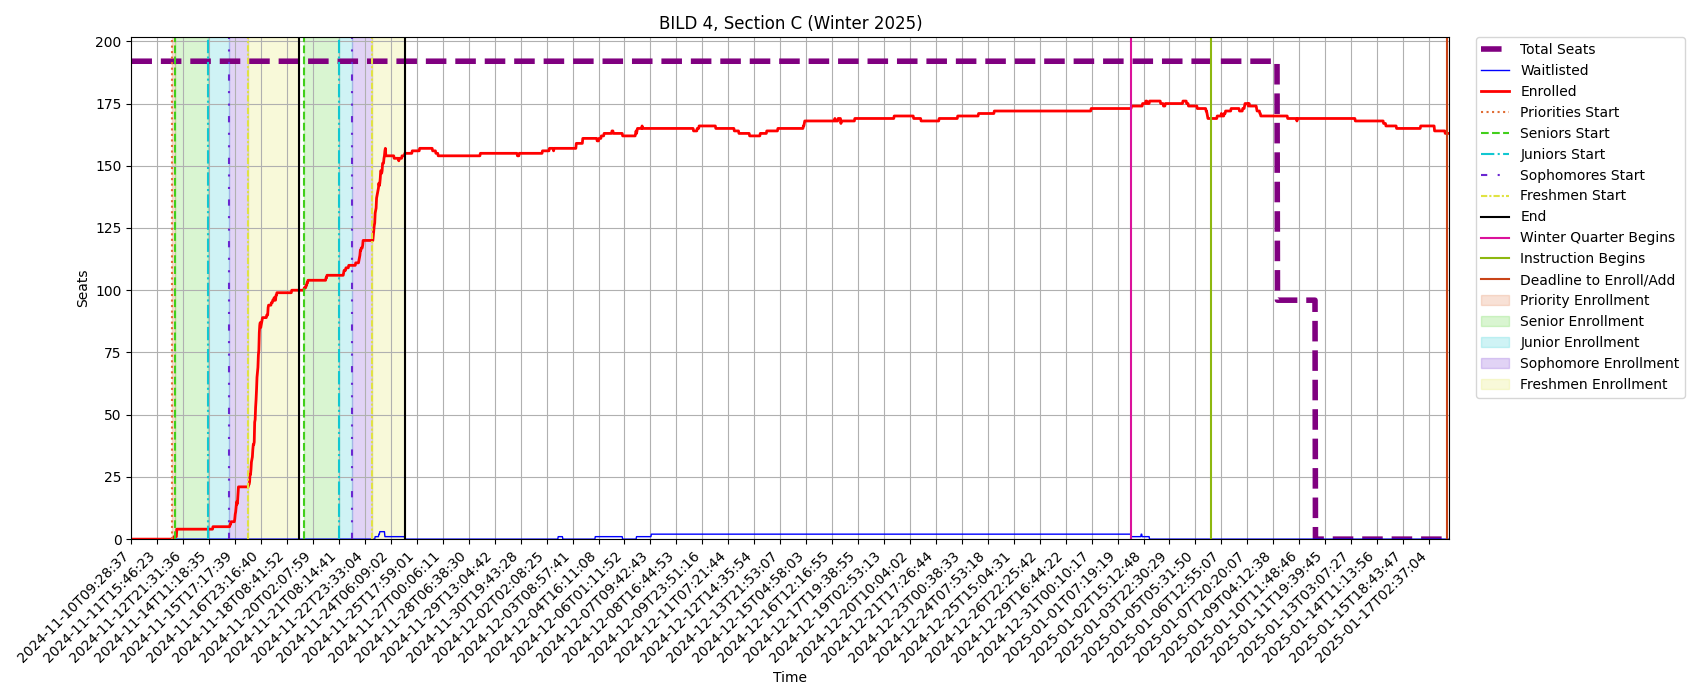 BILD 4, Section C (Winter 2025)
Seats
200
175
150
125
100
75
50
25
0
2024-11-10T09:28:37
2024-11-11T15:46:23
2024-11-12T21:31:36
2024-11-14T11:18:35
2024-11-15T17:17:39
2024-11-16T23:16:40
2024-11-18T08:41:52
2024-11-20T02:07:59
2024-11-21T08:14:41
2024-11-22T23:33:04
2024-11-24T06:09:02
2024-11-25T17:59:01
2024-11-27T00:06:11
2024-11-28T06:38:30
2024-11-29T13:04:42
2024-11-30T19:43:28
2024-12-02T02:08:25
2024-12-03T08:57:41
2024-12-04T16:11:08
2024-12-06T01:11:52
2024-12-07T09:42:43
2024-12-08T16:44:53
2024-12-09T23:51:16
2024-12-11T07:21:44
2024-12-12T14:35:54
2024-12-13T21:53:07
2024-12-15T04:58:03
2024-12-16T12:16:55
2024-12-17T19:38:55
2024-12-19T02:53:13
2024-12-20T10:04:02
2024-12-21T17:26:44
2024-12-23T00:38:33
2024-12-24T07:53:18
2024-12-25T15:04:31
2024-12-26T22:25:42
2024-12-29T16:44:22
2024-12-31T00:10:17
2025-01-01T07:19:19
2025-01-02T15:12:48
2025-01-03T22:30:29
2025-01-05T05:31:50
2025-01-06T12:55:07
2025-01-07T20:20:07
2025-01-09T04:12:38
2025-01-10T11:48:46
2025-01-11T19:39:45
2025-01-13T03:07:27
2025-01-14T11:13:56
2025-01-15T18:43:47
2025-01-17T02:37:04
Time
Total Seats
Waitlisted
Enrolled
Priorities Start
Seniors Start
Juniors Start
Sophomores Start
Freshmen Start
End
Winter Quarter Begins
Instruction Begins
Deadline to Enroll/Add
Priority Enrollment
Senior Enrollment
Junior Enrollment
Sophomore Enrollment
Freshmen Enrollment